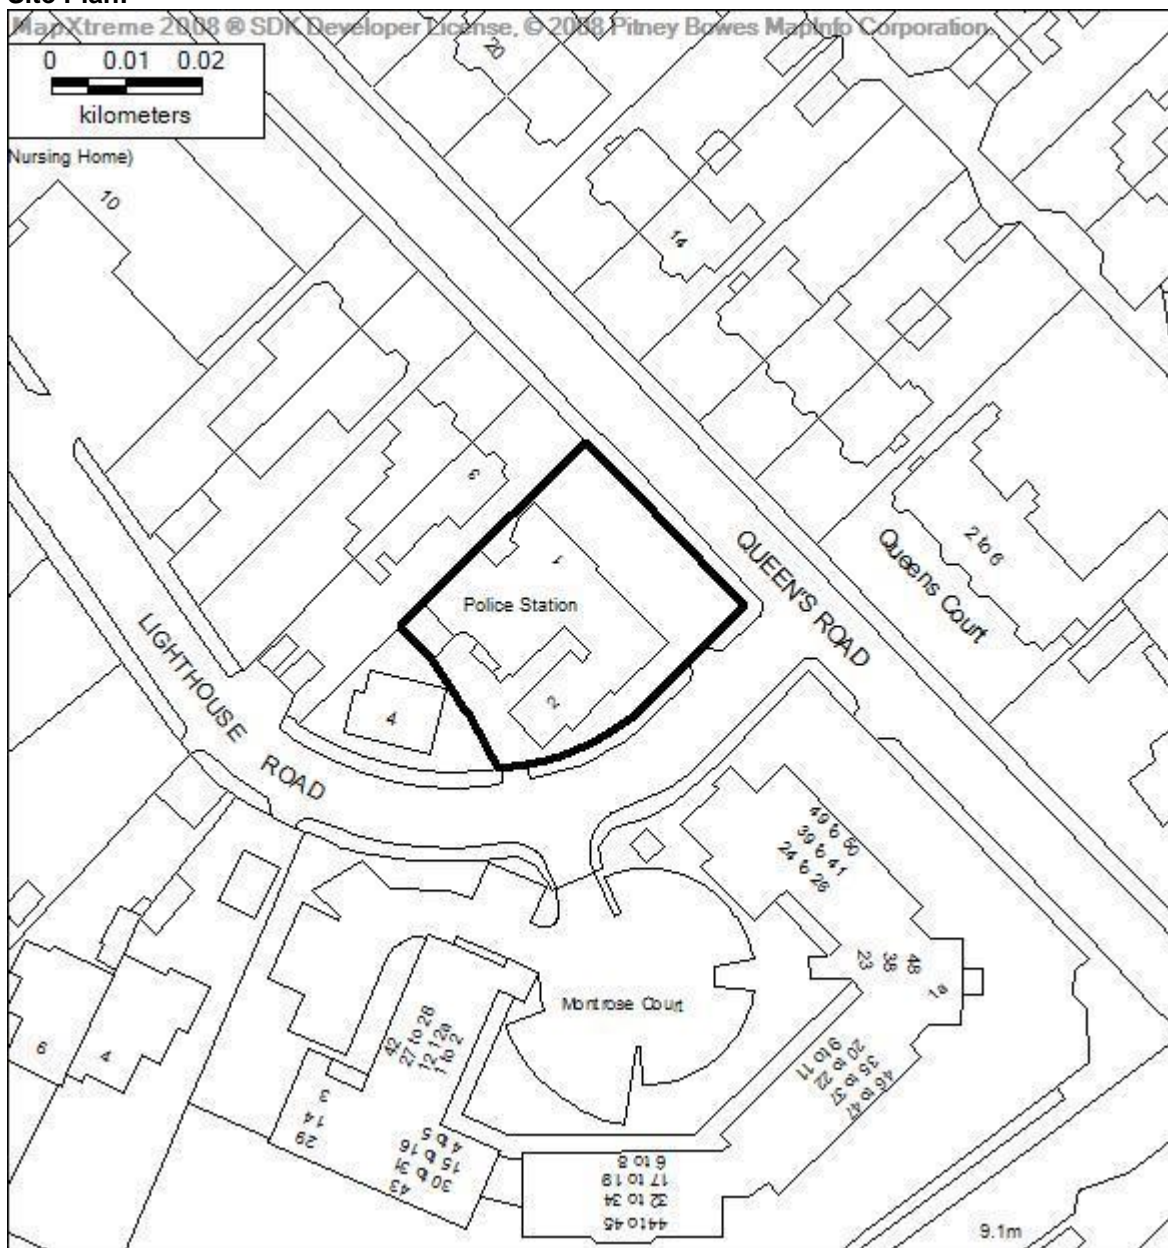 Site Plan:
MapXtreme 2008 ® SDK Developer License, © 2008 Pitney Bowes MapInfo Corporation.
0 0.01 0.02
kilometers
Nursing Home)
20
10
14
3
1
Police Station
2
4
QUEEN'S ROAD
2 to 6
Queens Court
LIGHTHOUSE
ROAD
49 to 50
39 to 41
24 to 26
48
38
23
1a
Montrose Court
42
27 to 28
12 12a
1 to 2
6
4
3
14
29
4 to 5
15 to 16
30 to 31
43
9 to 11
20 to 22
35 to 37
46 to 47
6 to 8
17 to 19
32 to 34
44 to 45
9.1m